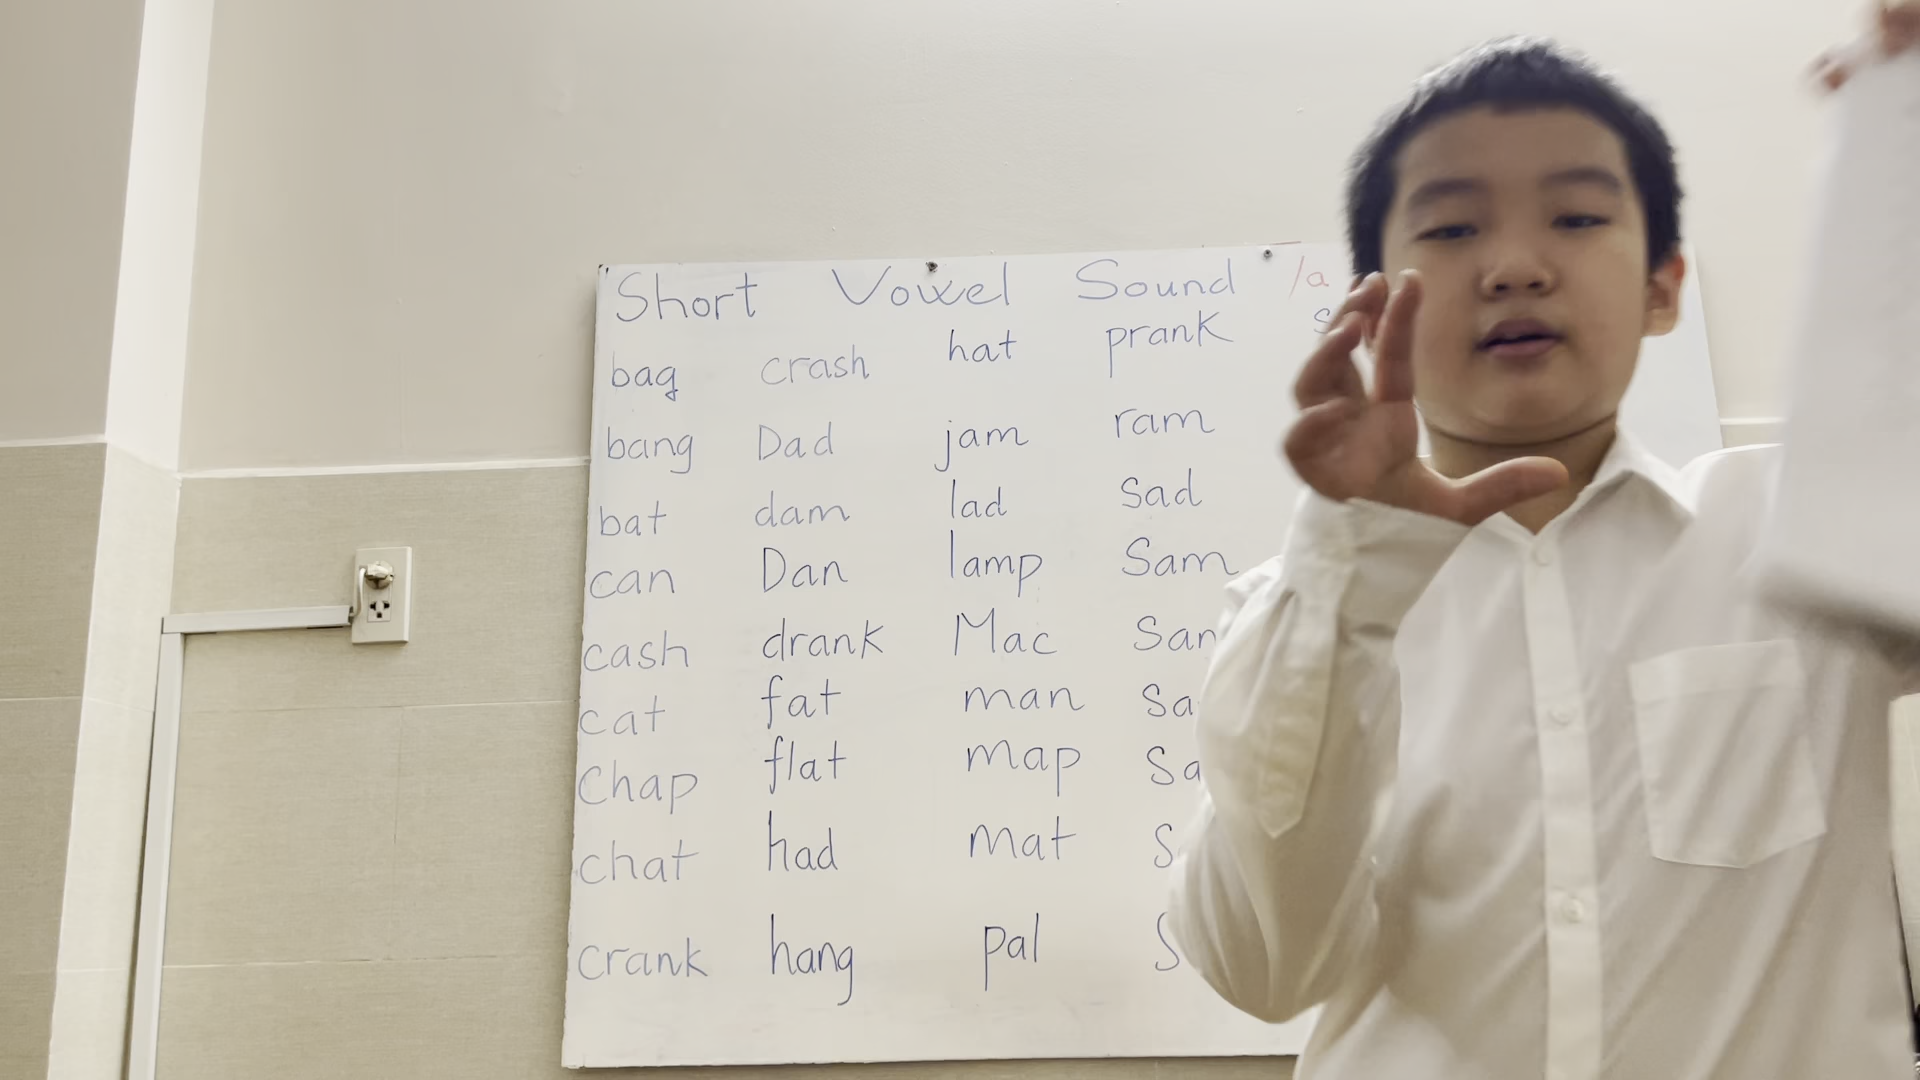 Short Vowel Sound /a
bag crash hat prank
bang Dad jam ram
bat dam lad sad
can Dan lamp Sam
cash drank Mac
cat fat man
chap flat map
chat had mat
crank hang pal